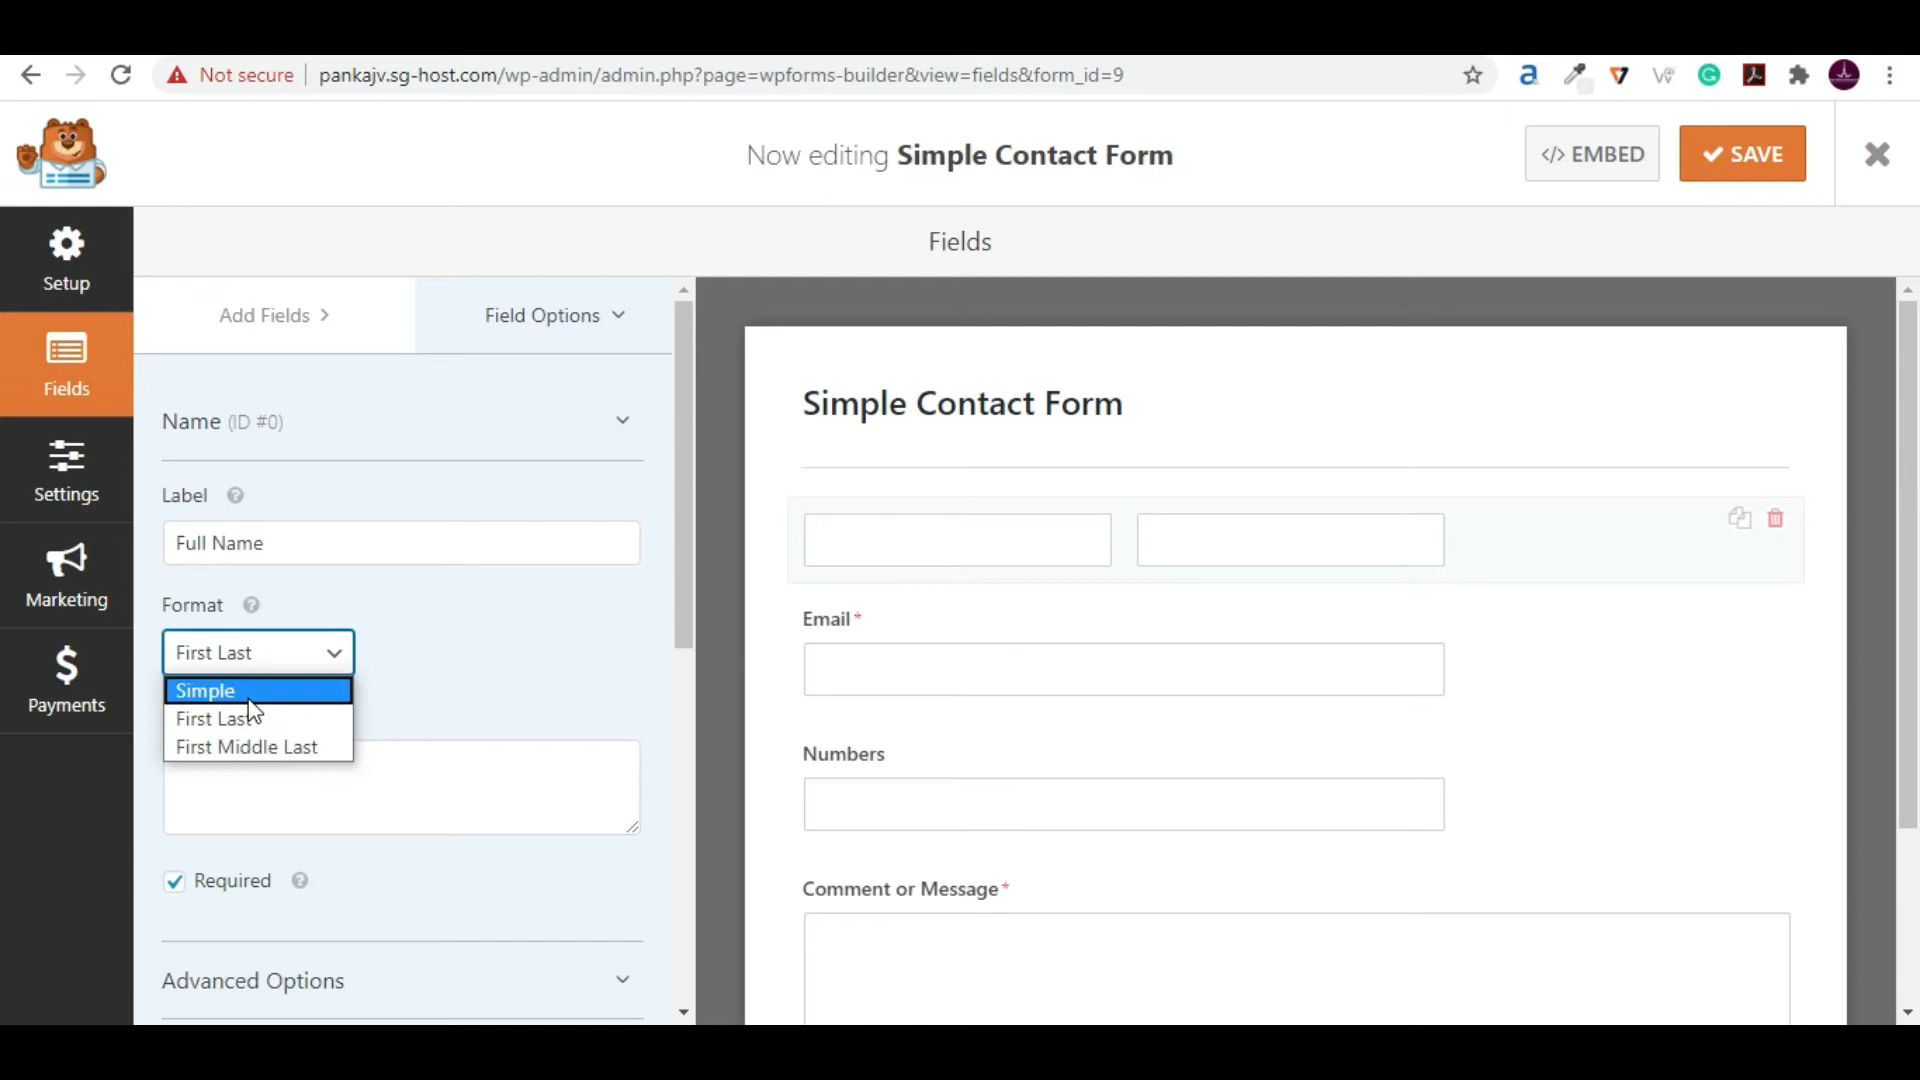 Not secure
pankajv.sg-host.com/wp-admin/admin.php?page=wpforms-builder&view=fields&form_id=9
Now editing Simple Contact Form
</> EMBED
SAVE
Setup
Fields
Settings
Marketing
Payments
Fields
Add Fields
Field Options
Name (ID #0)
Label
Full Name
Format
First Last
Simple
First Last
First Middle Last
Required
Advanced Options
Simple Contact Form
Email *
Numbers
Comment or Message *